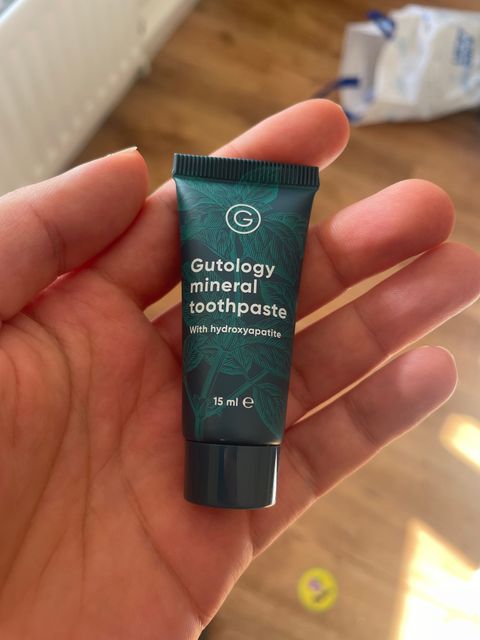 G
Gutology
mineral
toothpaste
With hydroxyapatite
15 ml ℮